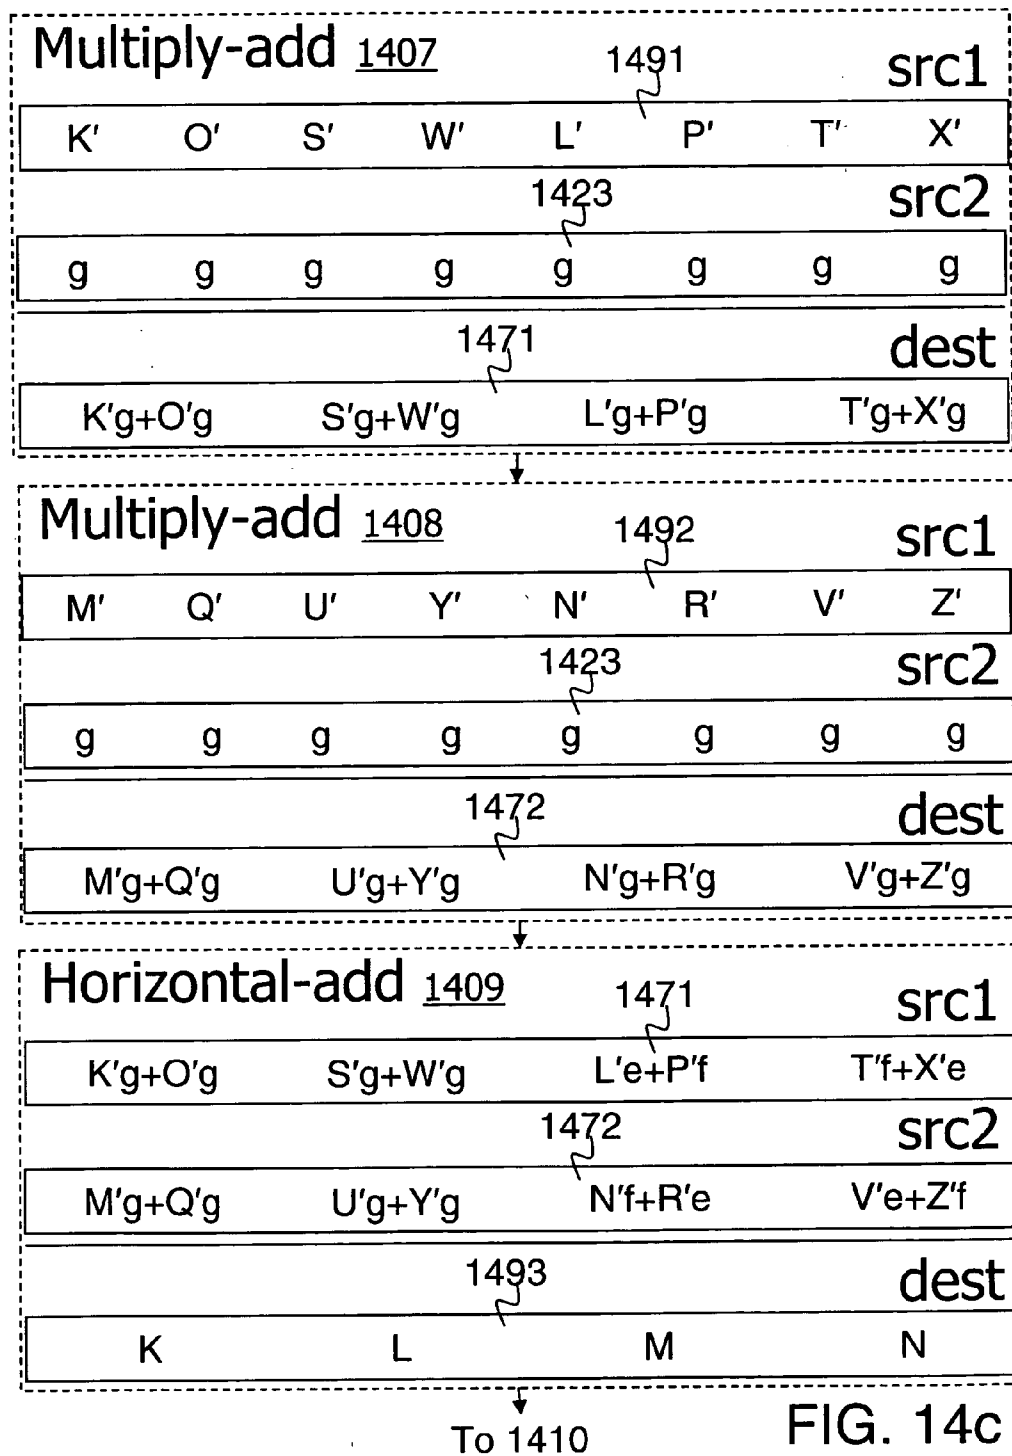 Multiply-add 1407 1491 src1
K' O' S' W' L' P' T' X'
1423 src2
g g g g g g g g
1471 dest
K'g+O'g S'g+W'g L'g+P'g T'g+X'g
Multiply-add 1408 1492 src1
M' Q' U' Y' N' R' V' Z'
1423 src2
g g g g g g g g
1472 dest
M'g+Q'g U'g+Y'g N'g+R'g V'g+Z'g
Horizontal-add 1409 1471 src1
K'g+O'g S'g+W'g L'e+P'f T'f+X'e
1472 src2
M'g+Q'g U'g+Y'g N'f+R'e V'e+Z'f
1493 dest
K L M N
To 1410
FIG. 14c